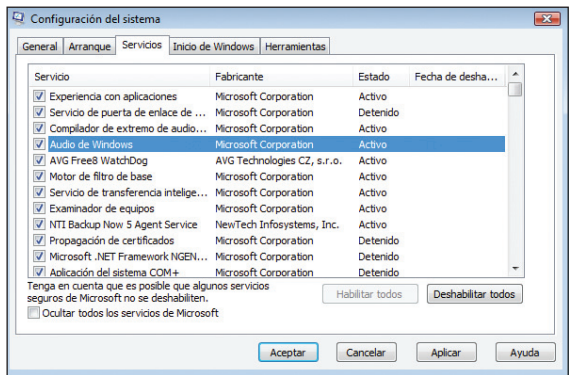 Configuración del sistema
General Arranque Servicios Inicio de Windows Herramientas
Servicio Fabricante Estado Fecha de desha...
Experiencia con aplicaciones Microsoft Corporation Activo
Servicio de puerta de enlace de ... Microsoft Corporation Detenido
Compilador de extremo de audio... Microsoft Corporation Activo
Audio de Windows Microsoft Corporation Activo
AVG Free8 WatchDog AVG Technologies CZ, s.r.o. Activo
Motor de filtro de base Microsoft Corporation Activo
Servicio de transferencia intelige... Microsoft Corporation Activo
Examinador de equipos Microsoft Corporation Activo
NTI Backup Now 5 Agent Service NewTech Infosystems, Inc. Activo
Propagación de certificados Microsoft Corporation Detenido
Microsoft .NET Framework NGEN... Microsoft Corporation Detenido
Aplicación del sistema COM+ Microsoft Corporation Detenido
Tenga en cuenta que es posible que algunos servicios
seguros de Microsoft no se deshabiliten.
Habilitar todos Deshabilitar todos
Ocultar todos los servicios de Microsoft
Aceptar Cancelar Aplicar Ayuda